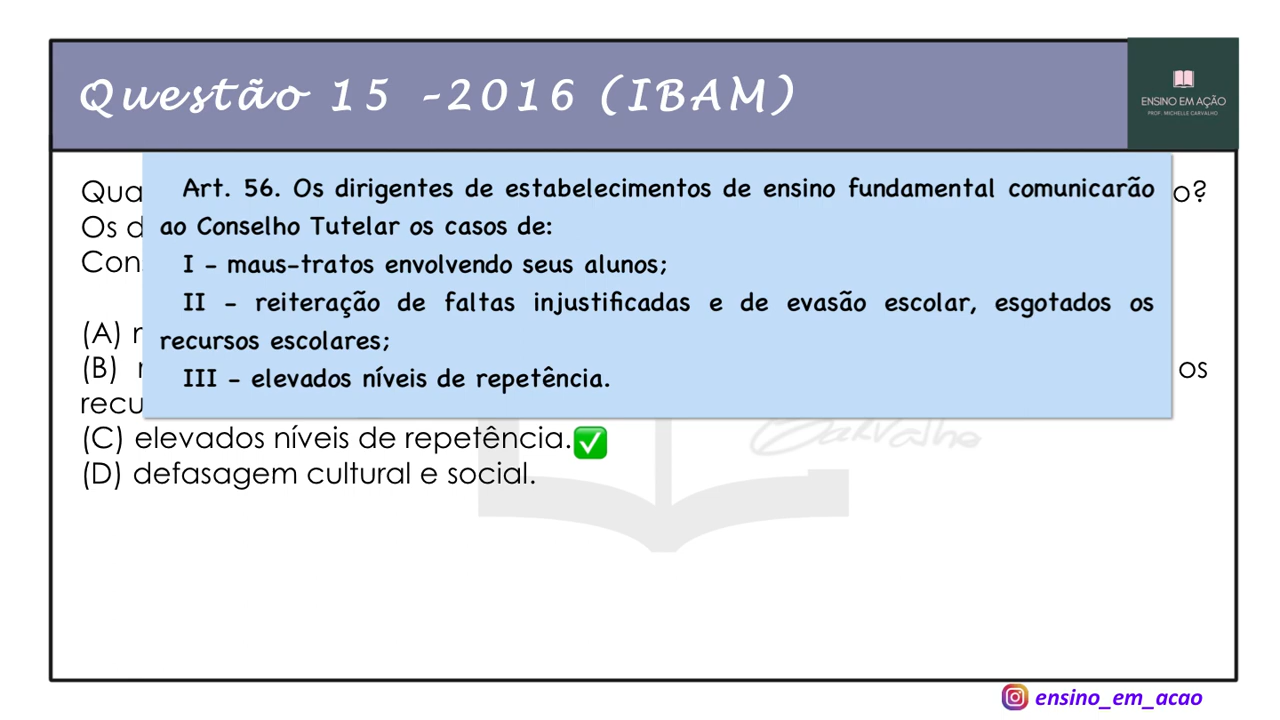 Questão 15 -2016 (IBAM)
ENSINO EM AÇÃO
PROF. MICHELLE CARVALHO
Art. 56. Os dirigentes de estabelecimentos de ensino fundamental comunicarão
ao Conselho Tutelar os casos de:
I - maus-tratos envolvendo seus alunos;
II - reiteração de faltas injustificadas e de evasão escolar, esgotados os
recursos escolares;
III - elevados níveis de repetência.
Os
(A)
(B) os
(C) elevados níveis de repetência.✅
(D) defasagem cultural e social.
Carvalho
ensino_em_acao